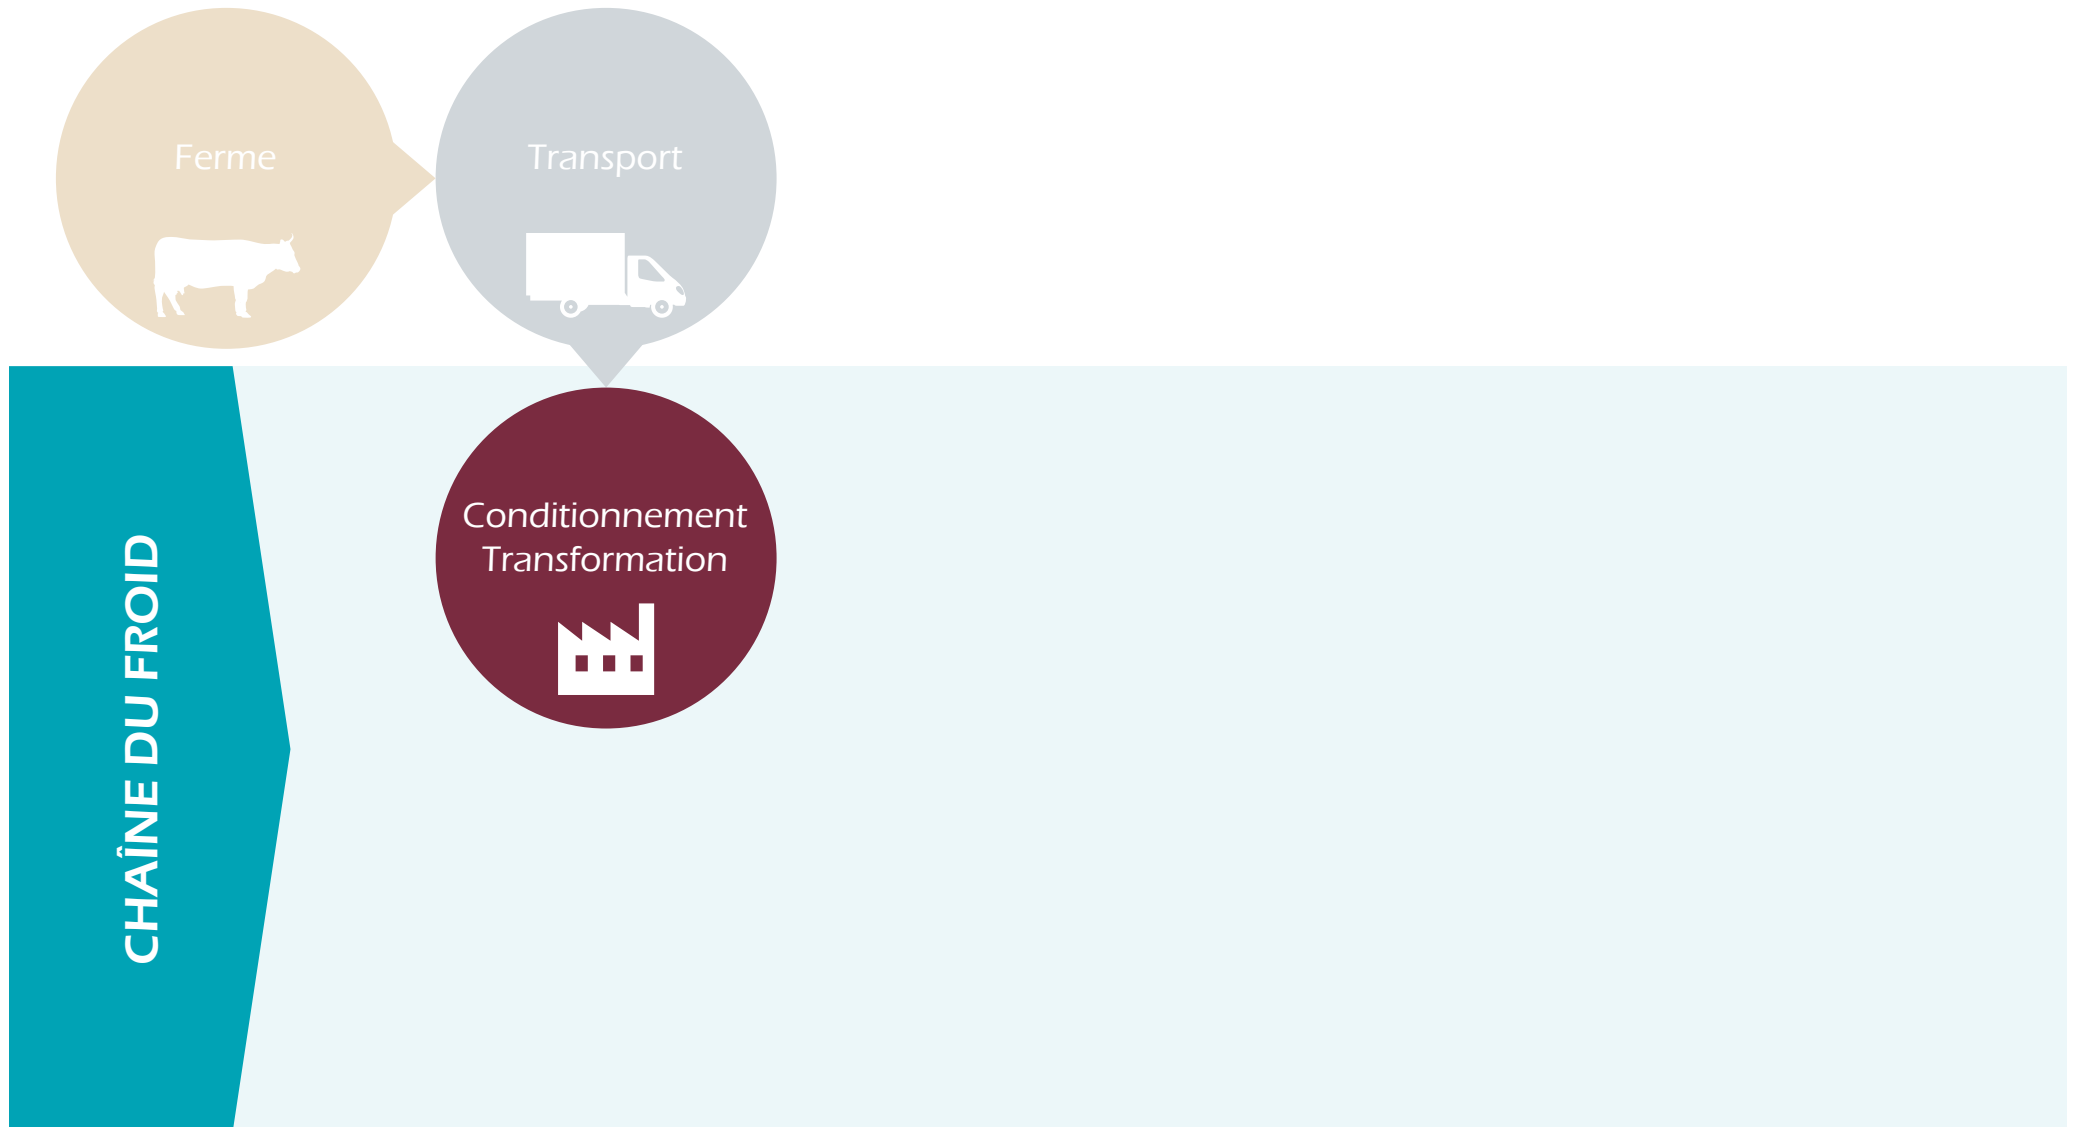 Ferme
Transport
Conditionnement
Transformation
CHAÎNE DU FROID